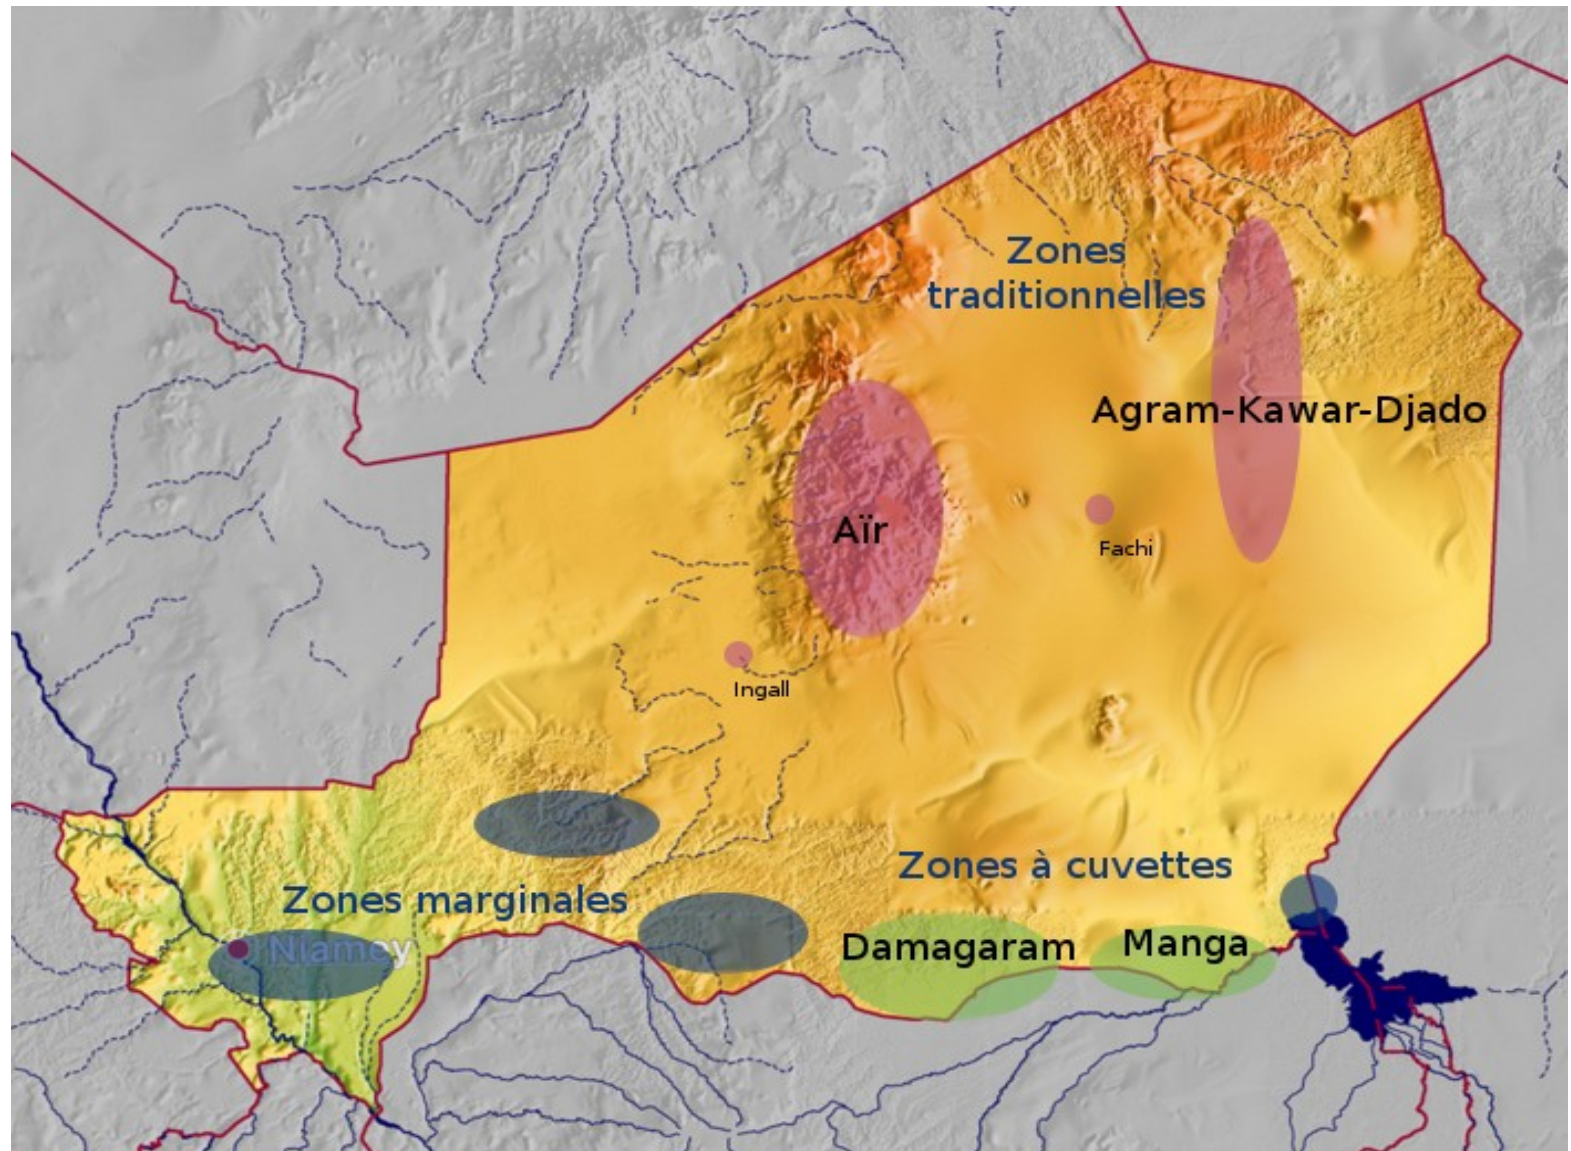 Zones
traditionnelles
Agram-Kawar-Djado
Aïr
Fachi
Ingall
Zones à cuvettes
Zones marginales
Damagaram
Manga
Niamey